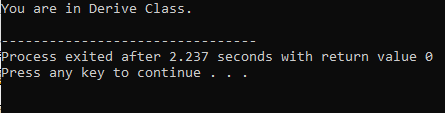 You are in Derive Class.
--------------------------------
Process exited after 2.237 seconds with return value 0
Press any key to continue . . .